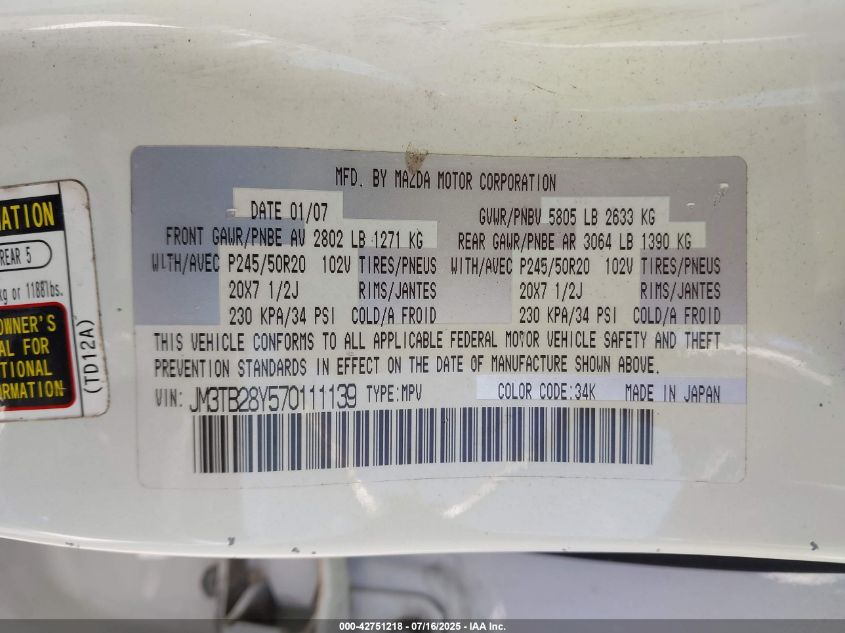 MFD. BY MAZDA MOTOR CORPORATION
DATE 01/07
GVWR/PNBV 5805 LB 2633 KG
FRONT GAWR/PNBE AV 2802 LB 1271 KG
REAR GAWR/PNBE AR 3064 LB 1390 KG
WITH/AVEC P245/50R20 102V TIRES/PNEUS
WITH/AVEC P245/50R20 102V TIRES/PNEUS
20X7 1/2J RIMS/JANTES
20X7 1/2J RIMS/JANTES
230 KPA/34 PSI COLD/A FROID
230 KPA/34 PSI COLD/A FROID
THIS VEHICLE CONFORMS TO ALL APPLICABLE FEDERAL MOTOR VEHICLE SAFETY AND THEFT
PREVENTION STANDARDS IN EFFECT ON THE DATE OF MANUFACTURE SHOWN ABOVE.
VIN: JM3TB28Y570111139 TYPE:MPV COLOR CODE:34K MADE IN JAPAN
MATION
REAR 5
kg or 1188lbs.
OWNER'S
AL FOR
TIONAL
RMATION
(TD12A)
000-42751218 - 07/16/2025 - IAA Inc.